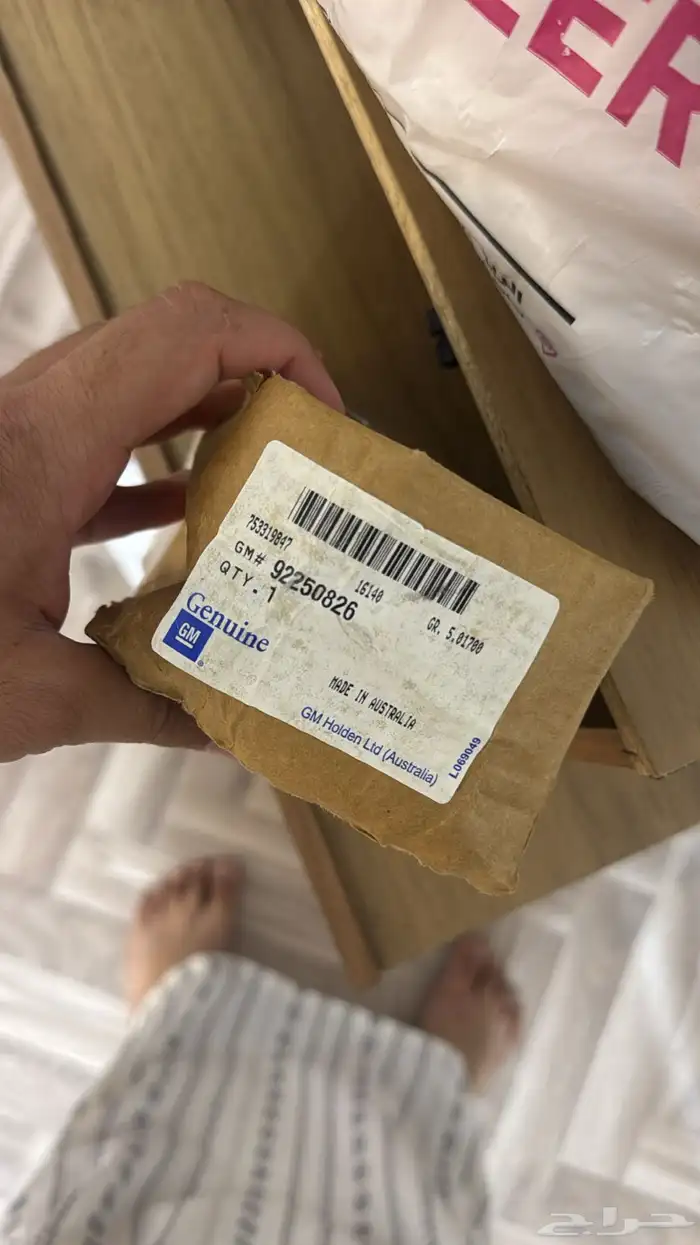 EER
753319847
16140
GR. 5.01700
GM# 92250826
QTY. 1
Genuine
GM
MADE IN AUSTRALIA
GM Holden Ltd (Australia)
L069049
حراج